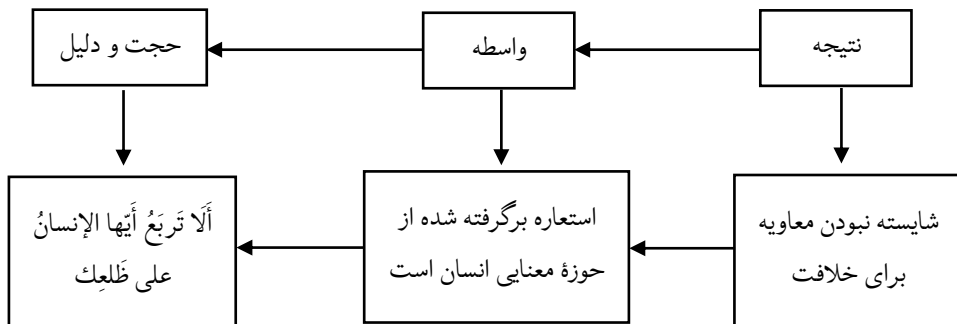 نتیجه
واسطه
حجت و دلیل
شایسته نبودن معاویه
برای خلافت
استعاره برگرفته شده از
حوزهٔ معنایی انسان است
أَلَا تَربَعُ أَيّها الإنسانُ
على ظَلعِك